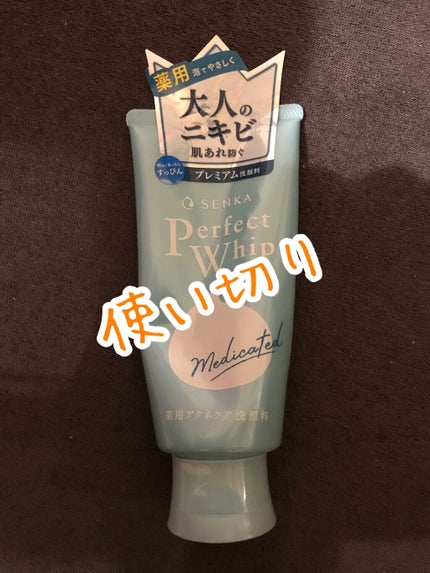 薬用 泡でやさしく
大人の
ニキビ
肌あれ防ぐ
すっぴん
プレミアム洗顔料
SENKA
Perfect
Whip
使い切り
Medicated
薬用アクネケア 洗顔料